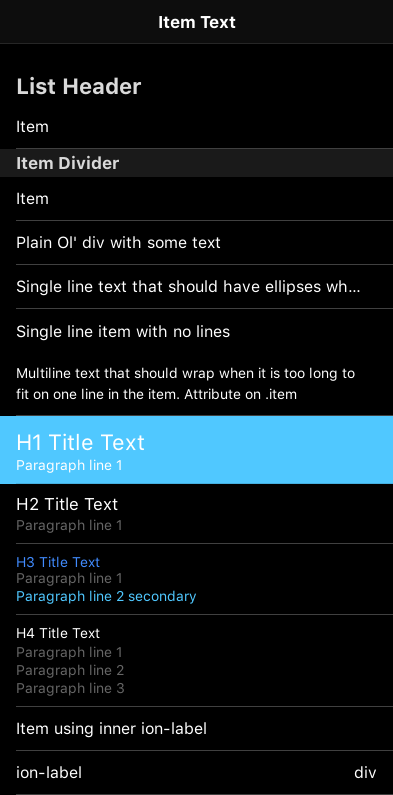 Item Text
List Header
Item
Item Divider
Item
Plain Ol' div with some text
Single line text that should have ellipses wh...
Single line item with no lines
Multiline text that should wrap when it is too long to
fit on one line in the item. Attribute on .item
H1 Title Text
Paragraph line 1
H2 Title Text
Paragraph line 1
H3 Title Text
Paragraph line 1
Paragraph line 2 secondary
H4 Title Text
Paragraph line 1
Paragraph line 2
Paragraph line 3
Item using inner ion-label
ion-label div